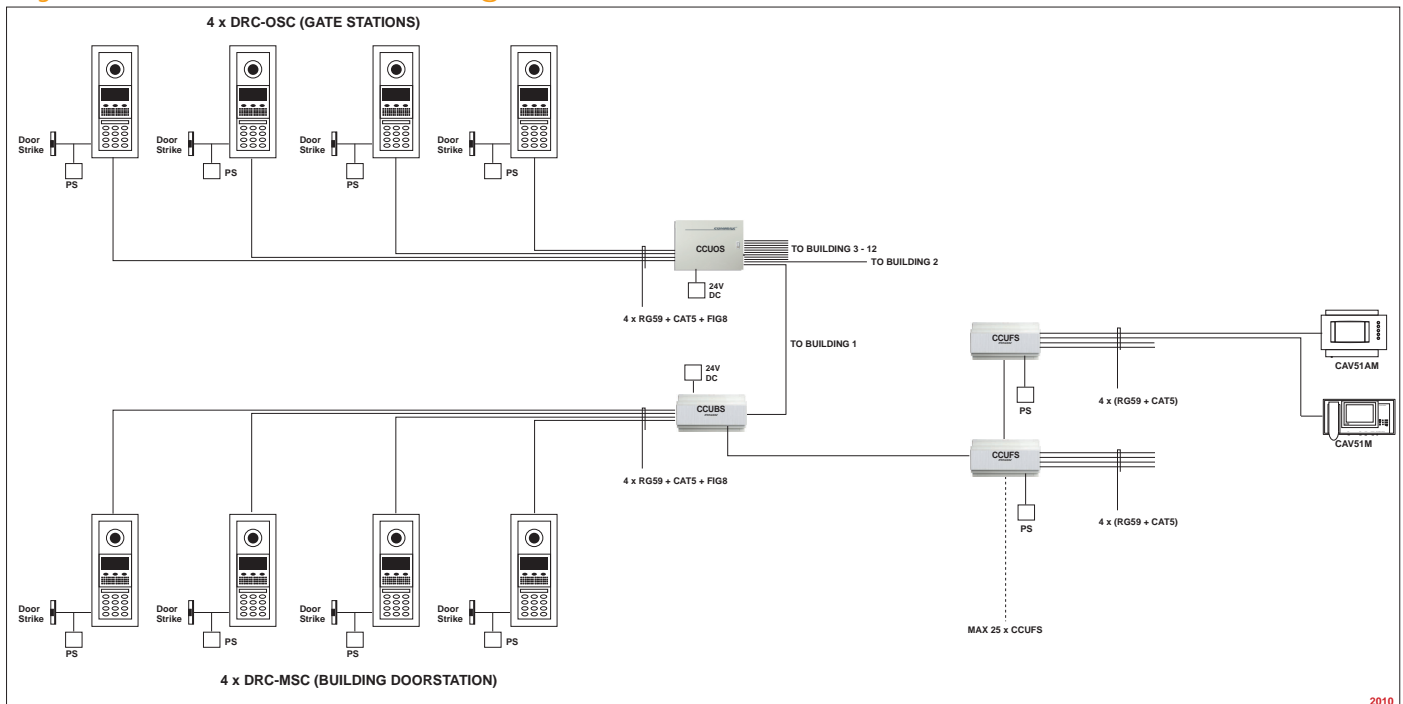 4 x DRC-OSC (GATE STATIONS)
Door
Strike
PS
Door
Strike
PS
Door
Strike
PS
Door
Strike
PS
CCUOS
TO BUILDING 3 - 12
TO BUILDING 2
24V
DC
4 x RG59 + CAT5 + FIG8
TO BUILDING 1
24V
DC
CCUBS
4 x RG59 + CAT5 + FIG8
CCUFS
PS
4 x (RG59 + CAT5)
CAV51AM
CAV51M
CCUFS
PS
4 x (RG59 + CAT5)
MAX 25 x CCUFS
Door
Strike
PS
Door
Strike
PS
Door
Strike
PS
Door
Strike
PS
4 x DRC-MSC (BUILDING DOORSTATION)
2010